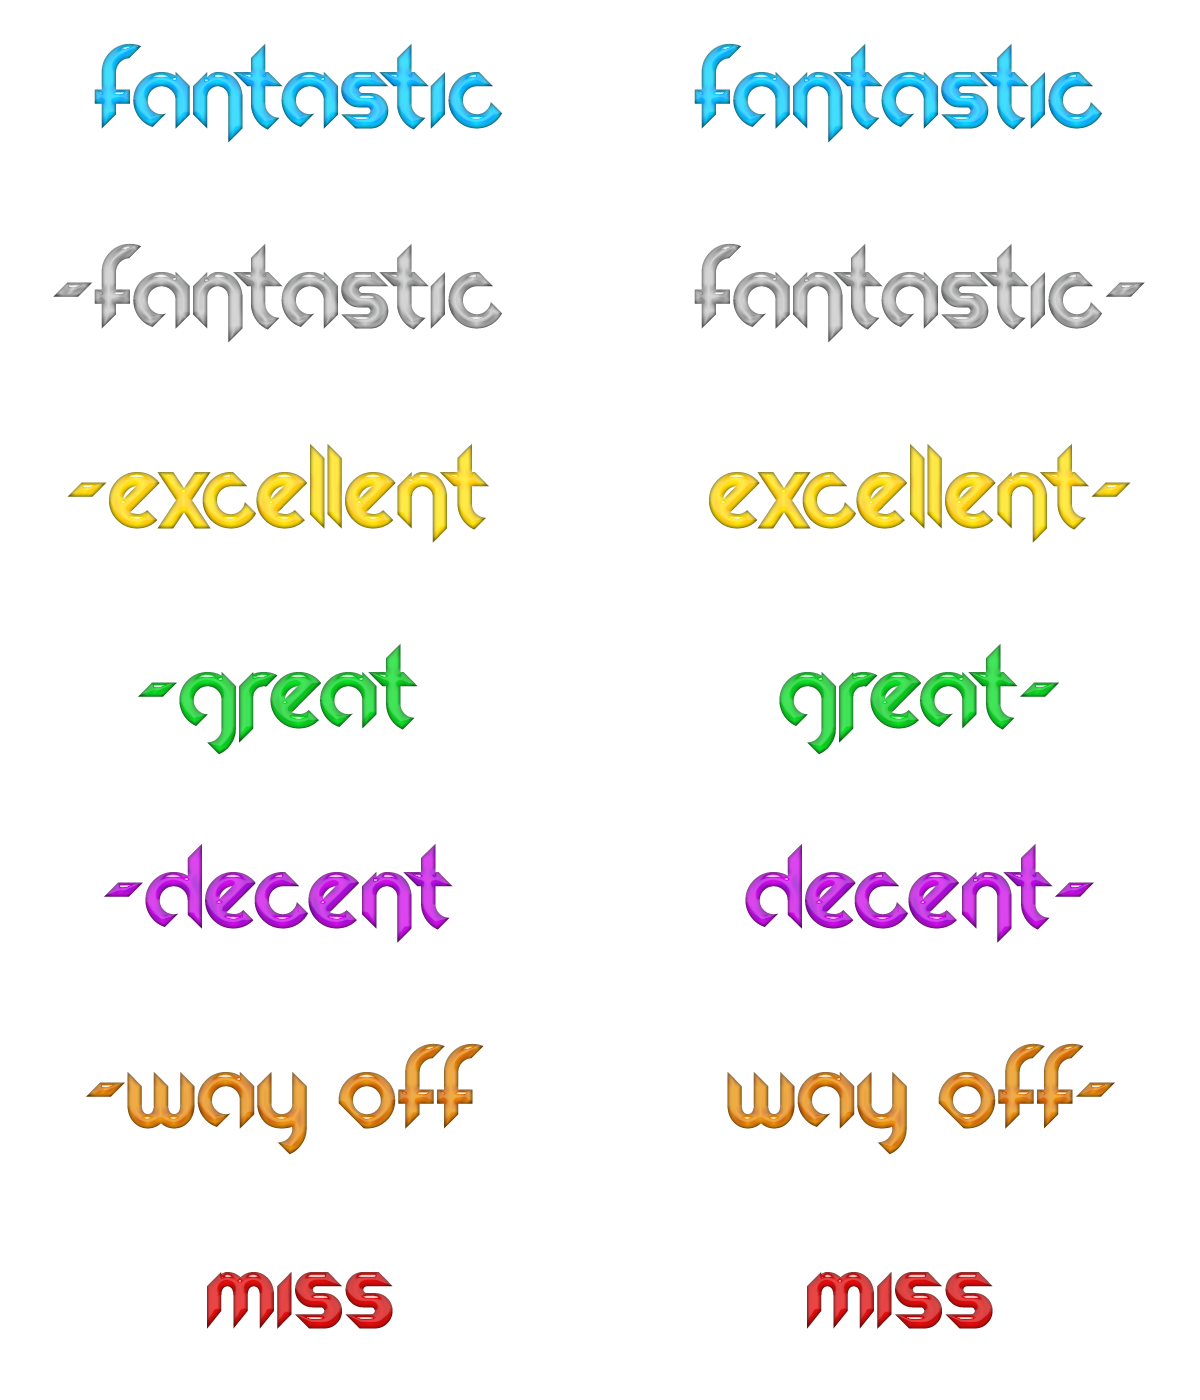 fantastic fantastic
-fantastic fantastic-
-excellent excellent-
-great great-
-decent decent-
-way off way off-
miss miss